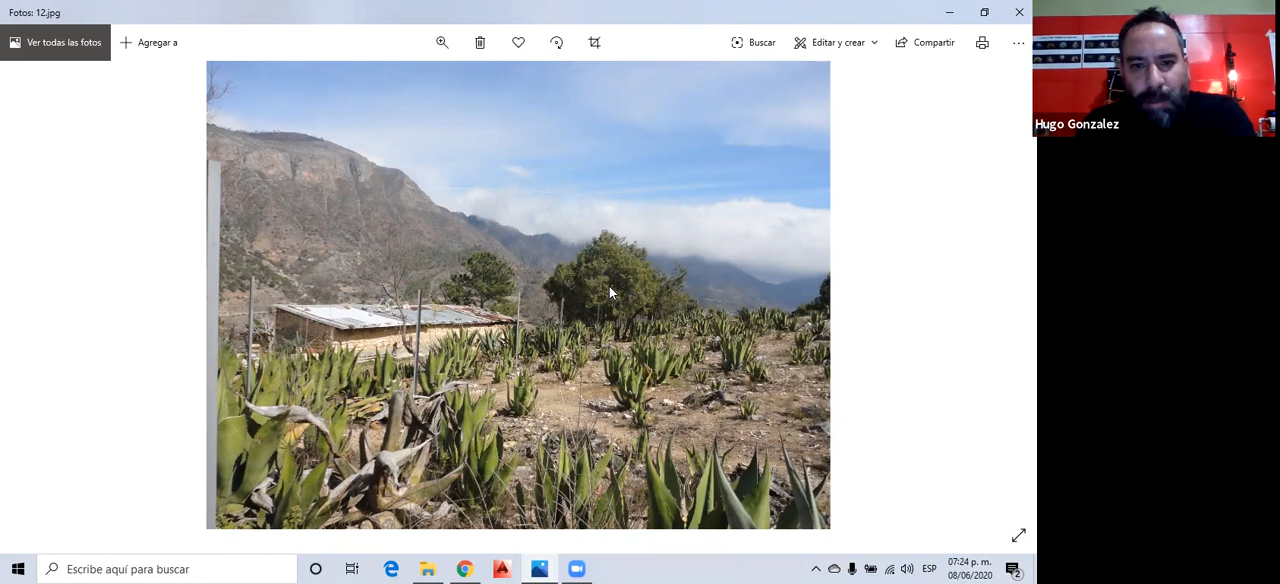 Fotos: 12.jpg
Ver todas las fotos
Agregar a
Buscar
Editar y crear
Compartir
Hugo Gonzalez
Escribe aquí para buscar
ESP
07:24 p. m.
08/06/2020
2